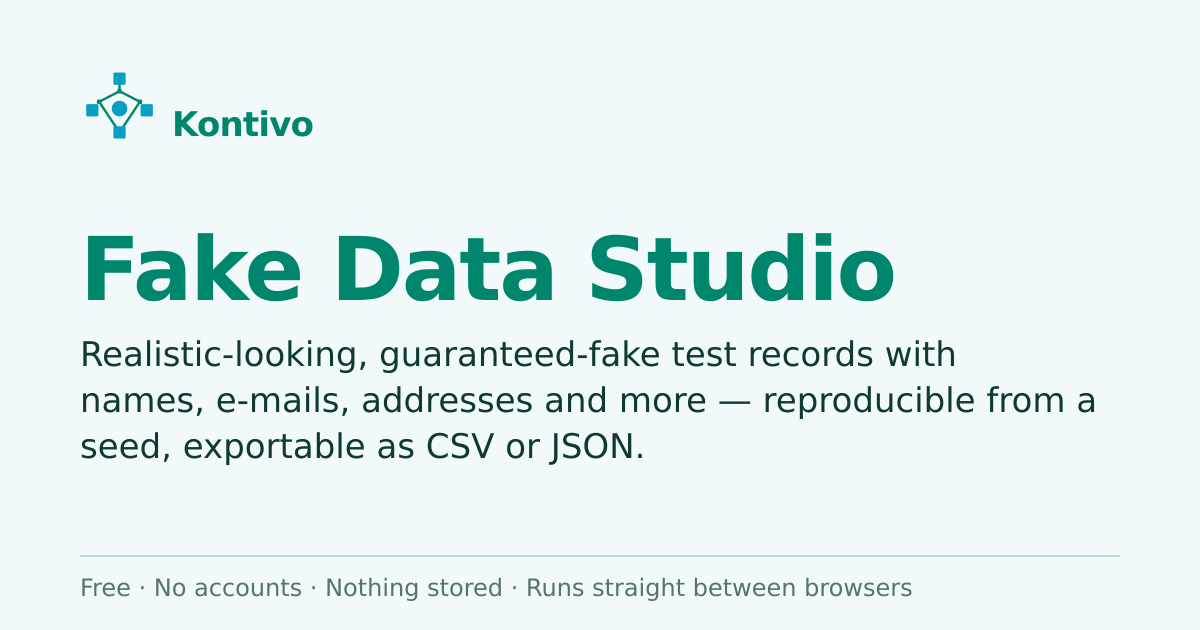 Kontivo
Fake Data Studio
Realistic-looking, guaranteed-fake test records with
names, e-mails, addresses and more — reproducible from a
seed, exportable as CSV or JSON.
Free · No accounts · Nothing stored · Runs straight between browsers